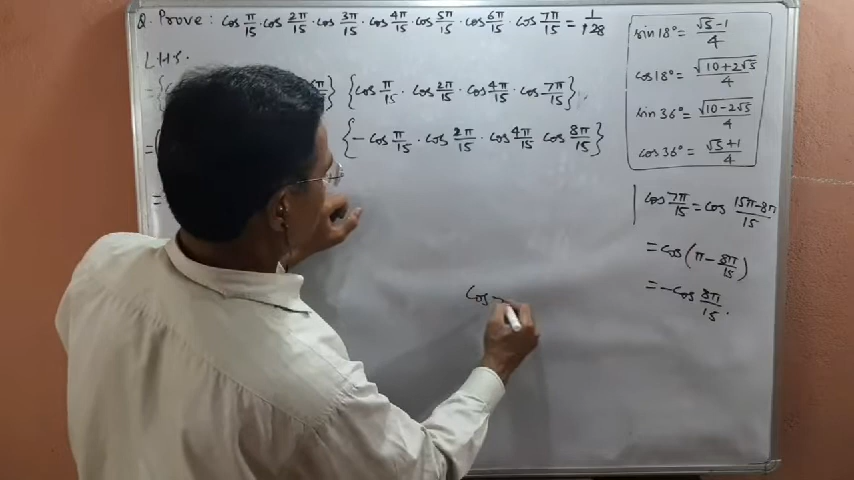 Q. Prove : cos π/15 . cos 2π/15 . cos 3π/15 . cos 4π/15 . cos 5π/15 . cos 6π/15 . cos 7π/15 = 1/128
LHS.
= { } {cos π/15 . cos 2π/15 . cos 4π/15 . cos 7π/15}
= {- cos π/15 . cos 2π/15 . cos 4π/15 cos 8π/15}
=
cos
sin 18° = √5-1/4
cos 18° = √10+2√5/4
sin 36° = √10-2√5/4
cos 36° = √5+1/4
cos 7π/15 = cos 15π-8π/15
= cos (π - 8π/15)
= -cos 8π/15 .